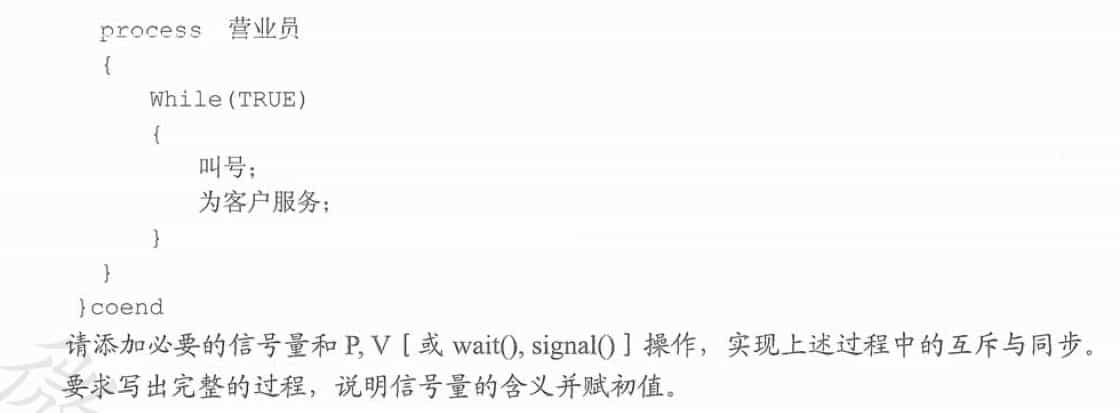 process 营业员
{
While(TRUE)
{
叫号;
为客户服务;
}
}
}coend
请添加必要的信号量和 P, V [ 或 wait(), signal() ] 操作，实现上述过程中的互斥与同步。
要求写出完整的过程，说明信号量的含义并赋初值。